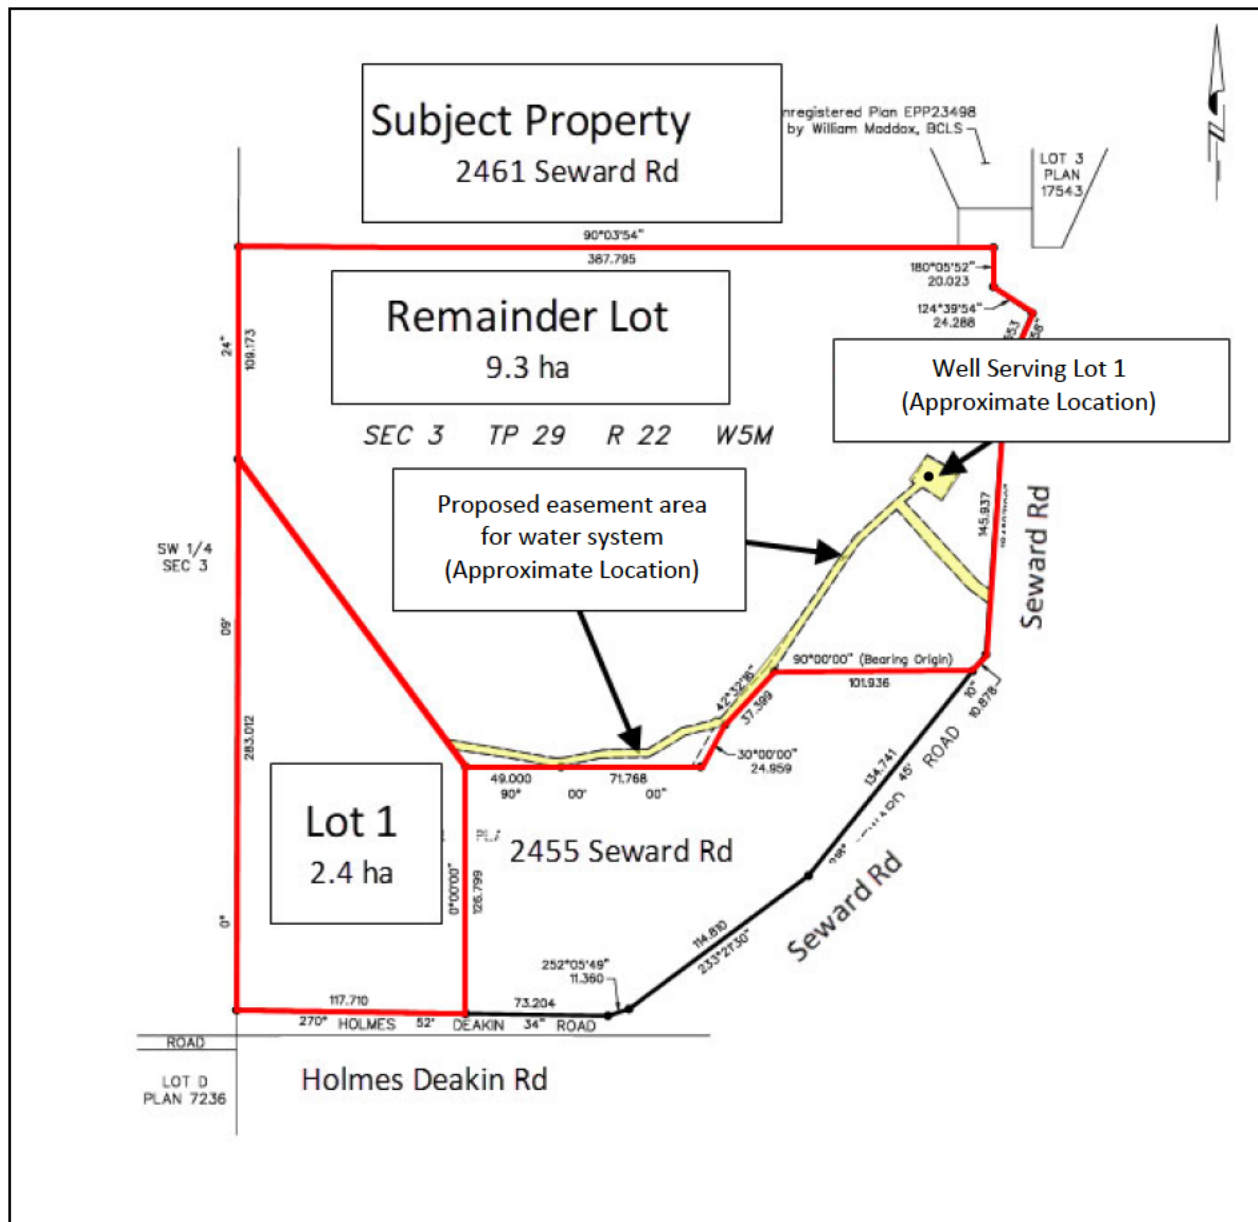 Subject Property
2461 Seward Rd
nregistered Plan EPP23498
by William Maddox, BCLS
LOT 3
PLAN
17543
90°03'54"
387.795
180°05'52"
20.023
124°39'54"
24.288
Remainder Lot
9.3 ha
24"
109.173
Well Serving Lot 1
(Approximate Location)
SEC 3 TP 29 R 22 W5M
Proposed easement area
for water system
(Approximate Location)
145.937
Seward Rd
SW 1/4
SEC 3
09'
90°00'00" (Bearing Origin)
101.936
42°32'16"
37.399
10"
10.878
283.012
30°00'00"
24.959
49.000 71.768
90° 00' 00"
134.741
45' ROAD
Lot 1
2.4 ha
2455 Seward Rd
0°00'00"
126.799
0°
Seward Rd
114.810
233°21'30"
252°05'49"
11.360
117.710
73.204
270° HOLMES 52' DEAKIN 34" ROAD
ROAD
LOT D
PLAN 7236
Holmes Deakin Rd